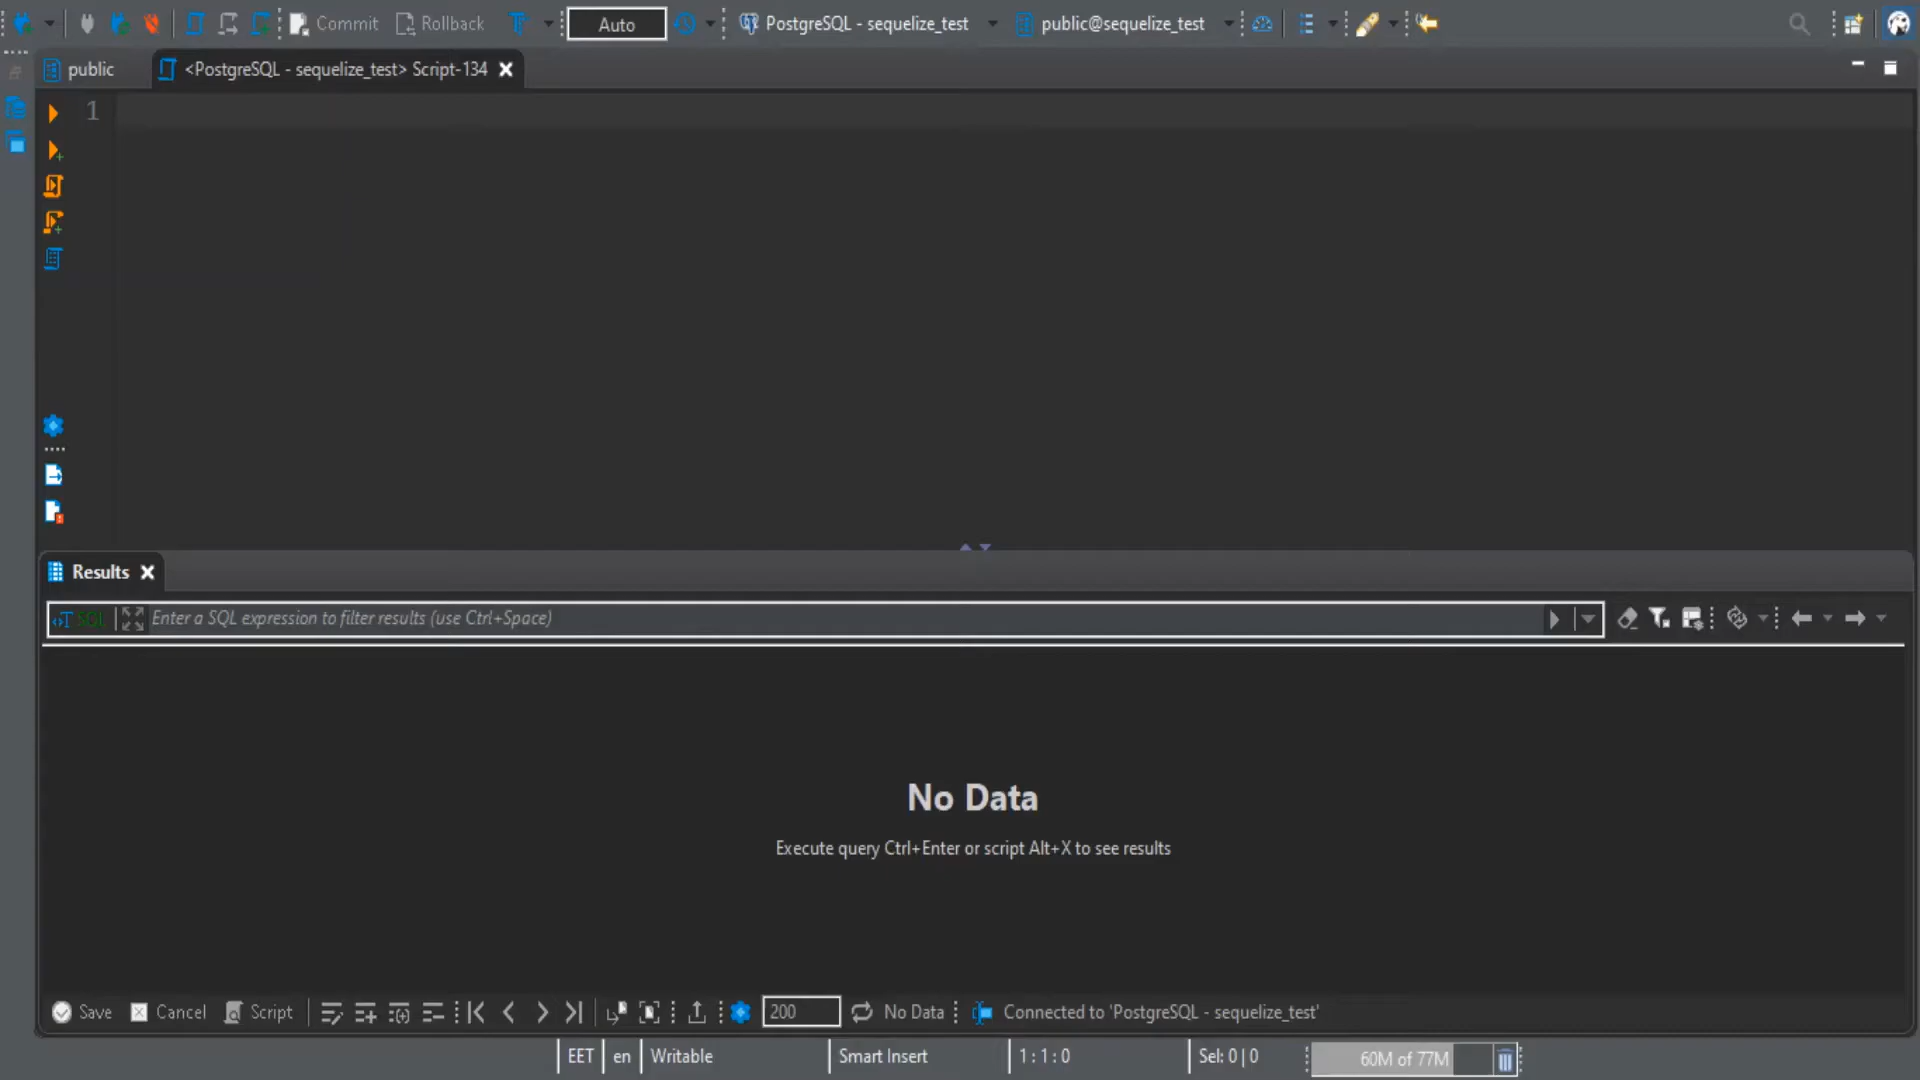 Commit Rollback Auto PostgreSQL - sequelize_test public@sequelize_test
public <PostgreSQL - sequelize_test> Script-134
1
Results
SQL Enter a SQL expression to filter results (use Ctrl+Space)
No Data
Execute query Ctrl+Enter or script Alt+X to see results
Save Cancel Script 200 No Data Connected to 'PostgreSQL - sequelize_test'
EET en Writable Smart Insert 1 : 1 : 0 Sel: 0 | 0 60M of 77M